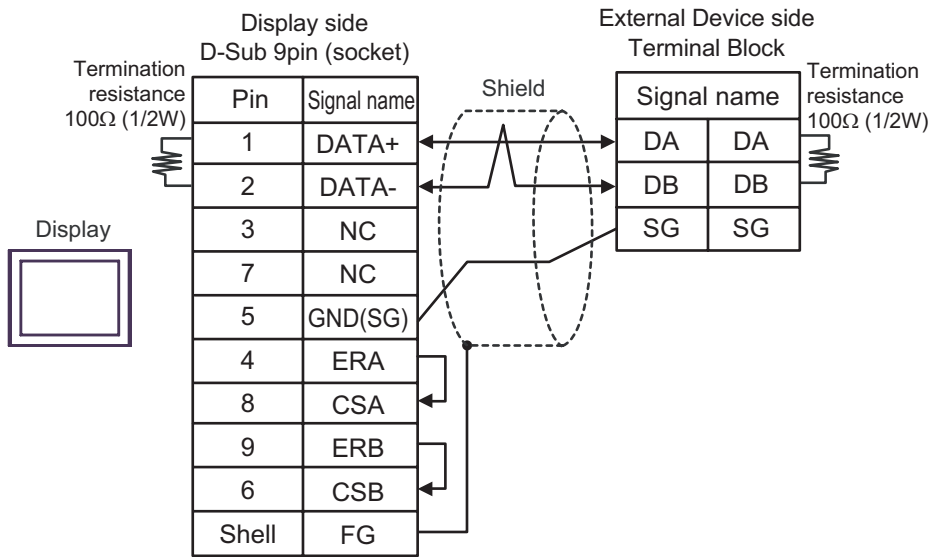 Display side
D-Sub 9pin (socket)
External Device side
Terminal Block
Termination
resistance
100Ω (1/2W)
Shield
Termination
resistance
100Ω (1/2W)
Pin Signal name
1 DATA+
2 DATA-
3 NC
7 NC
5 GND(SG)
4 ERA
8 CSA
9 ERB
6 CSB
Shell FG
Signal name
DA DA
DB DB
SG SG
Display